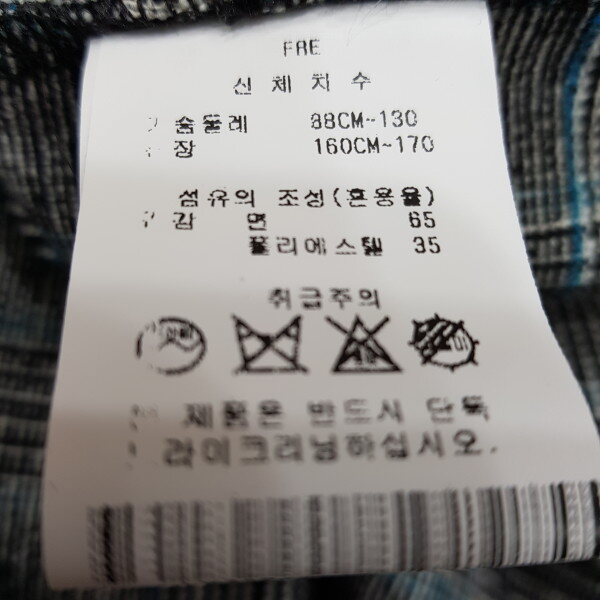 FRE
신체치수
가슴둘레 88CM~130
신장 160CM~170
섬유의 조성(혼용율)
겉감 면 65
폴리에스텔 35
취급주의
제품은 반드시 단독
드라이크리닝하십시오.